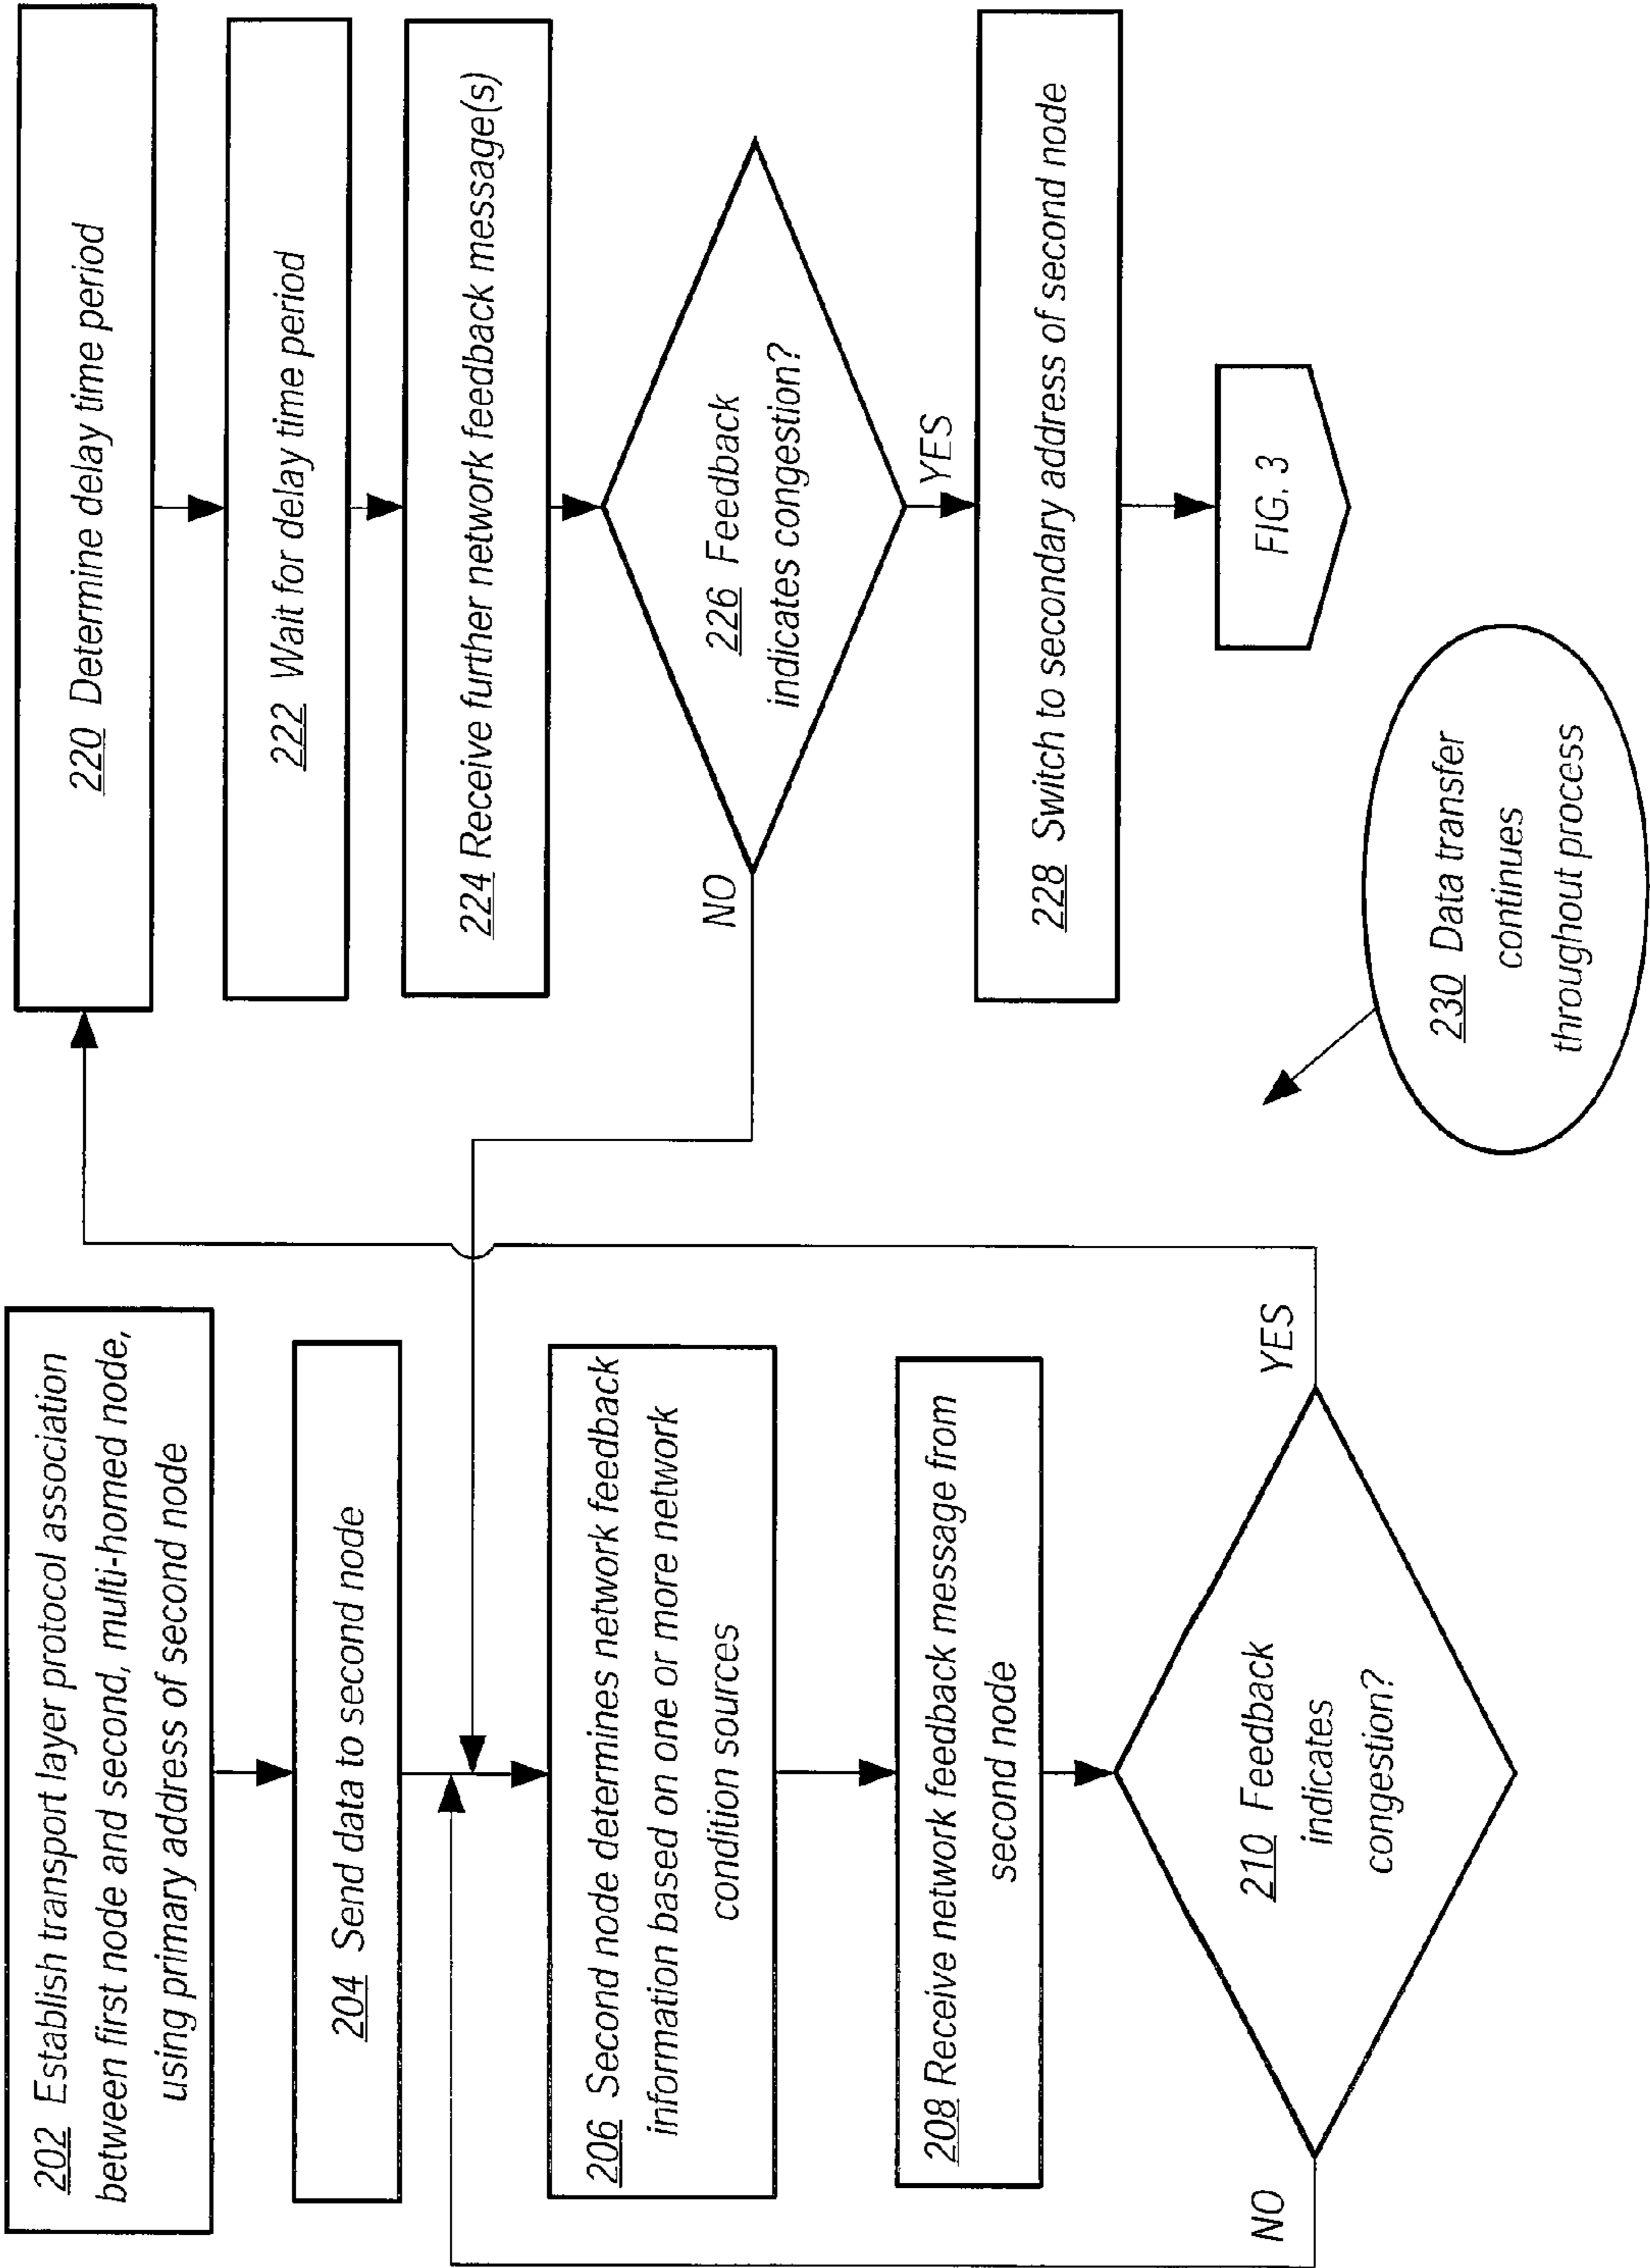 202 Establish transport layer protocol association
between first node and second, multi-homed node,
using primary address of second node
204 Send data to second node
206 Second node determines network feedback
information based on one or more network
condition sources
208 Receive network feedback message from
second node
210 Feedback
indicates
congestion?
NO
YES
220 Determine delay time period
222 Wait for delay time period
224 Receive further network feedback message(s)
226 Feedback
indicates congestion?
NO
YES
228 Switch to secondary address of second node
FIG. 3
230 Data transfer
continues
throughout process